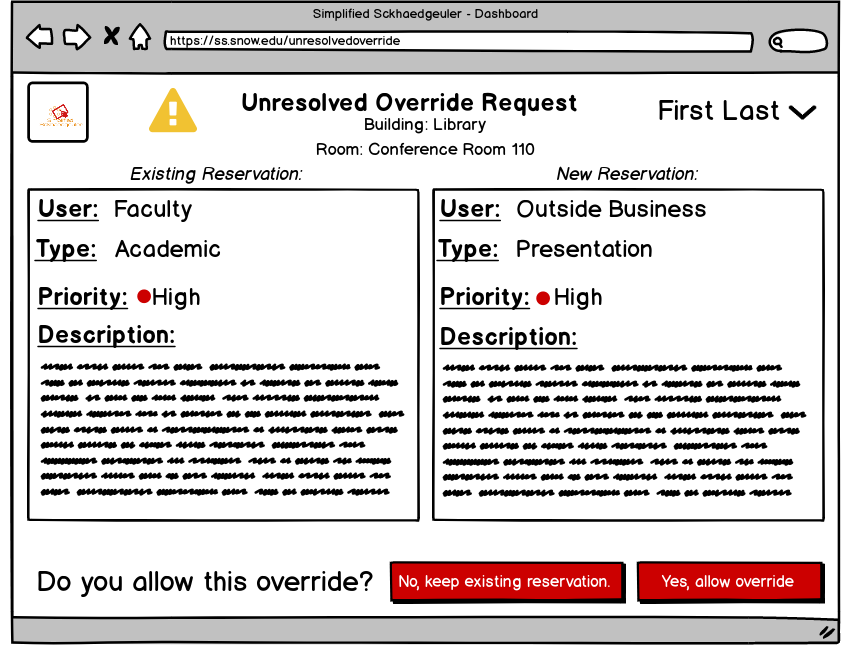 Simplified Sckhaedgeuler - Dashboard
https://ss.snow.edu/unresolvedoverride
Unresolved Override Request
First Last
Building: Library
Room: Conference Room 110
Existing Reservation:
User: Faculty
Type: Academic
Priority: High
Description:
New Reservation:
User: Outside Business
Type: Presentation
Priority: High
Description:
Do you allow this override?
No, keep existing reservation.
Yes, allow override